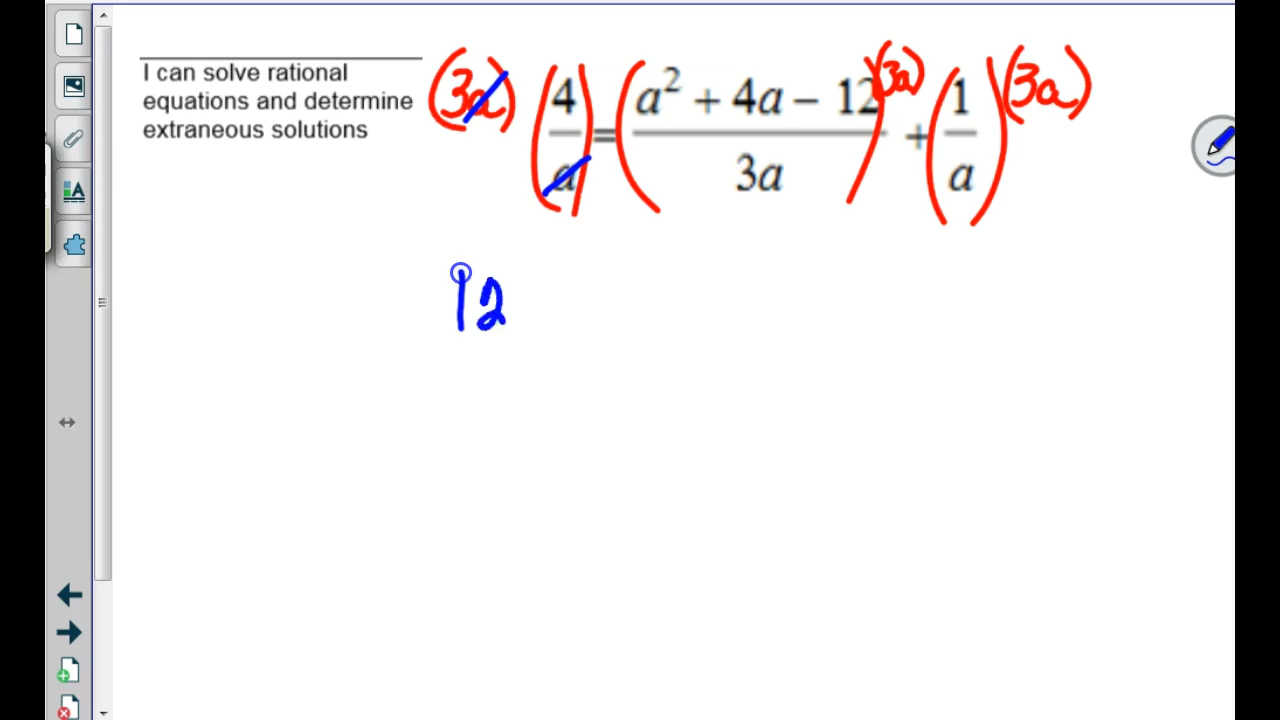 I can solve rational
equations and determine
extraneous solutions
(3a) (4/a) = (a² + 4a − 12 / 3a)(3a) + (1/a)(3a)
12